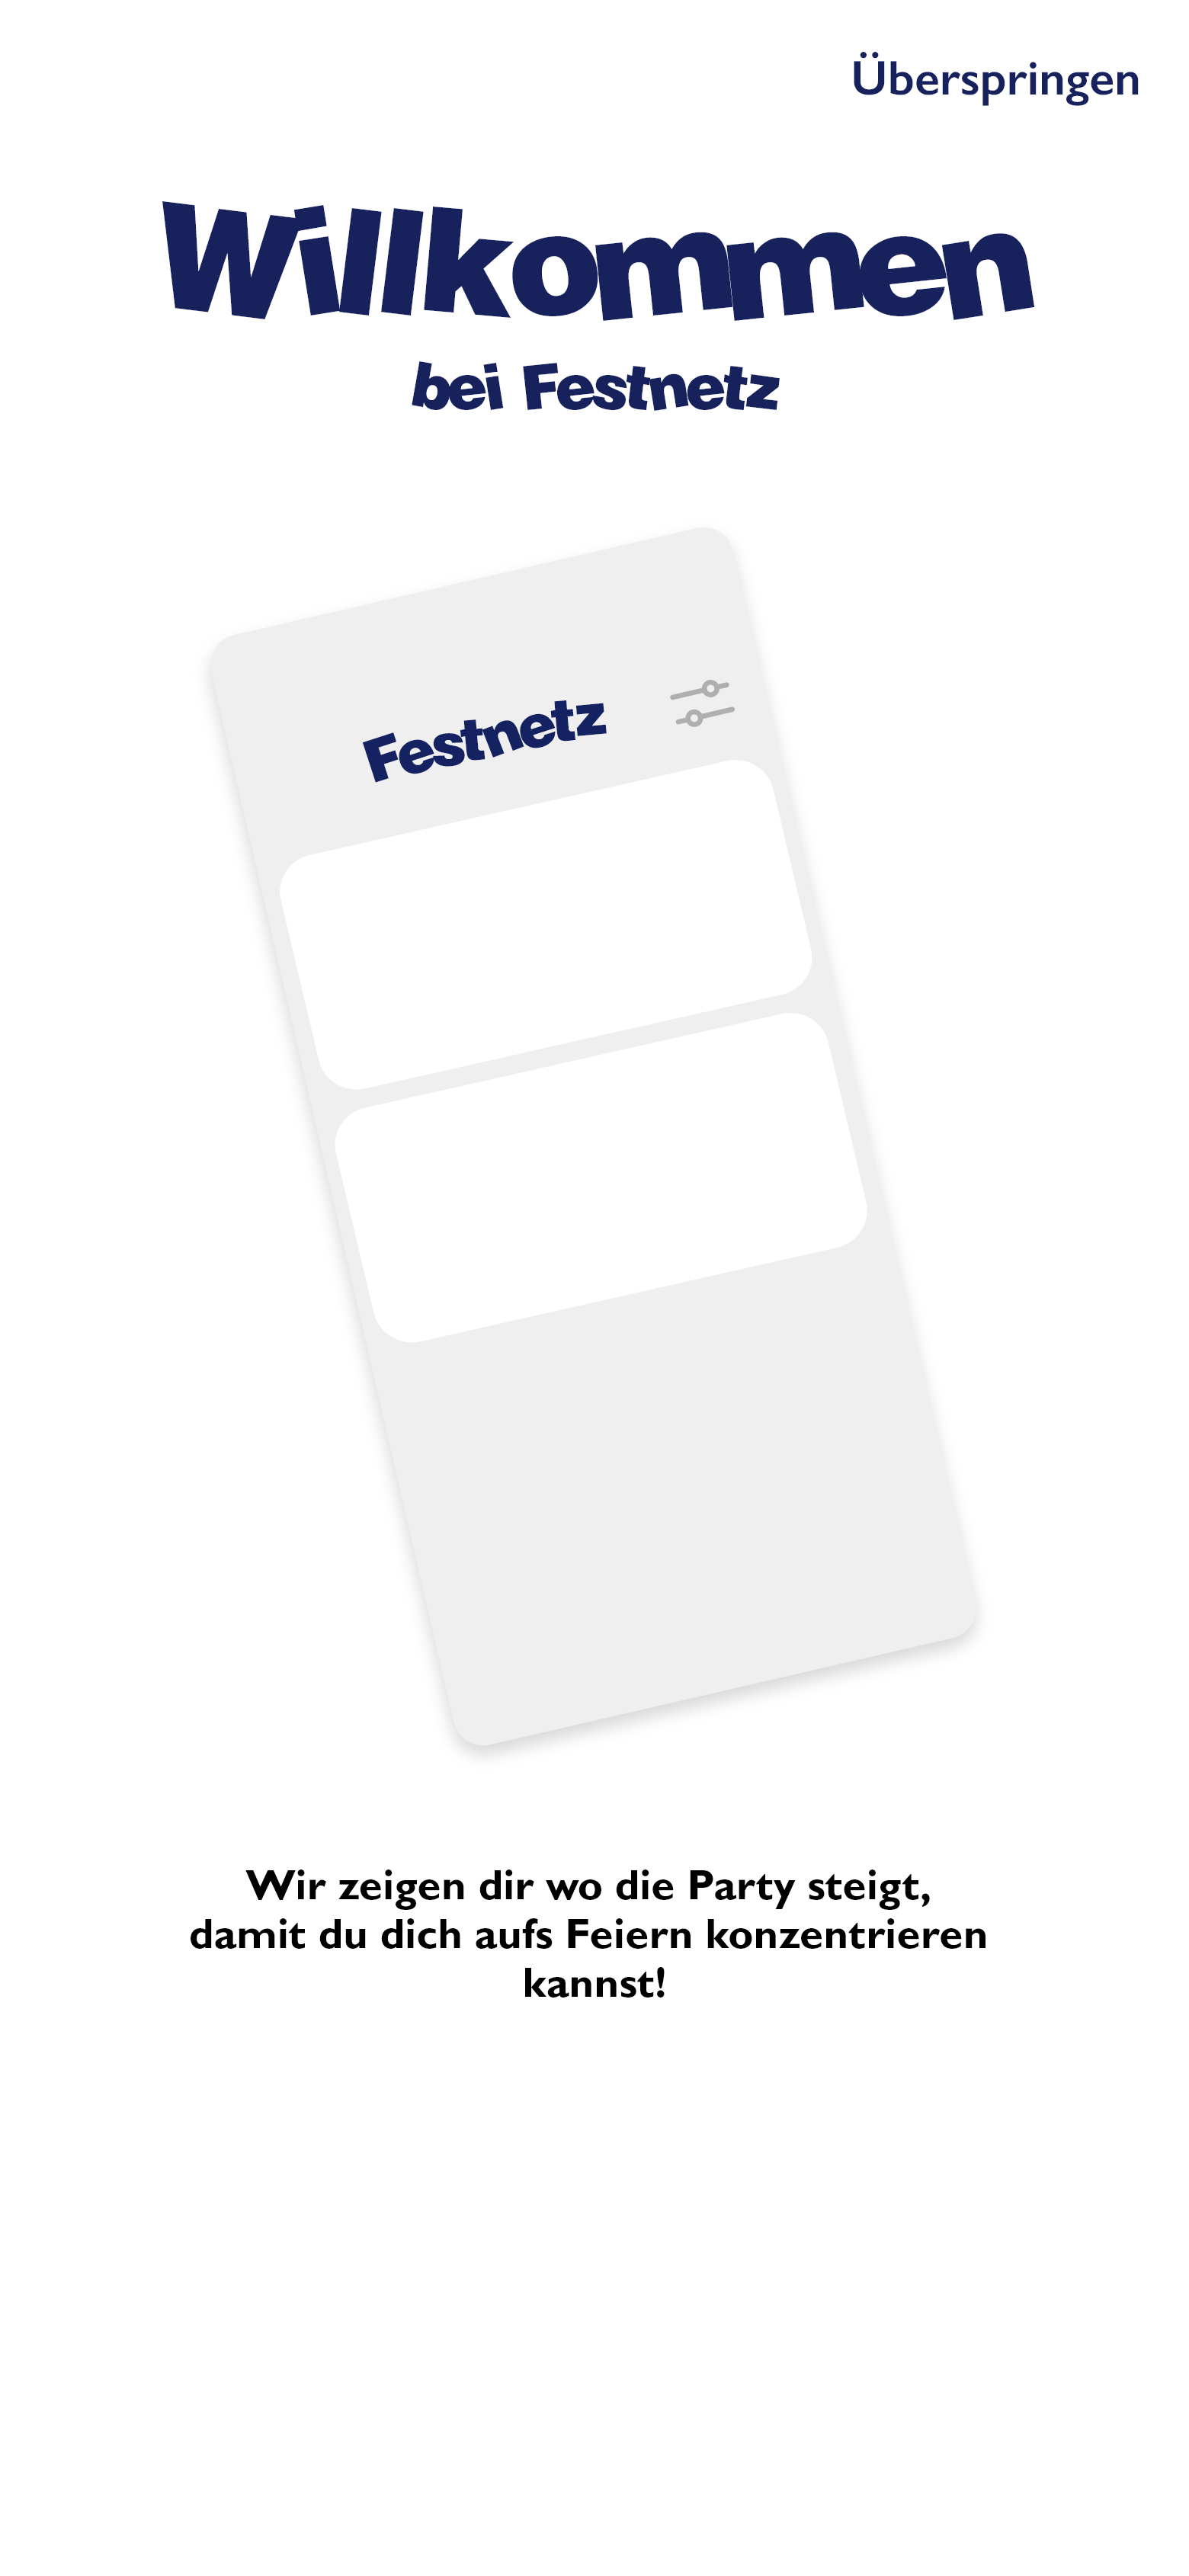 Überspringen
Willkommen
bei Festnetz
Festnetz
Wir zeigen dir wo die Party steigt,
damit du dich aufs Feiern konzentrieren
kannst!